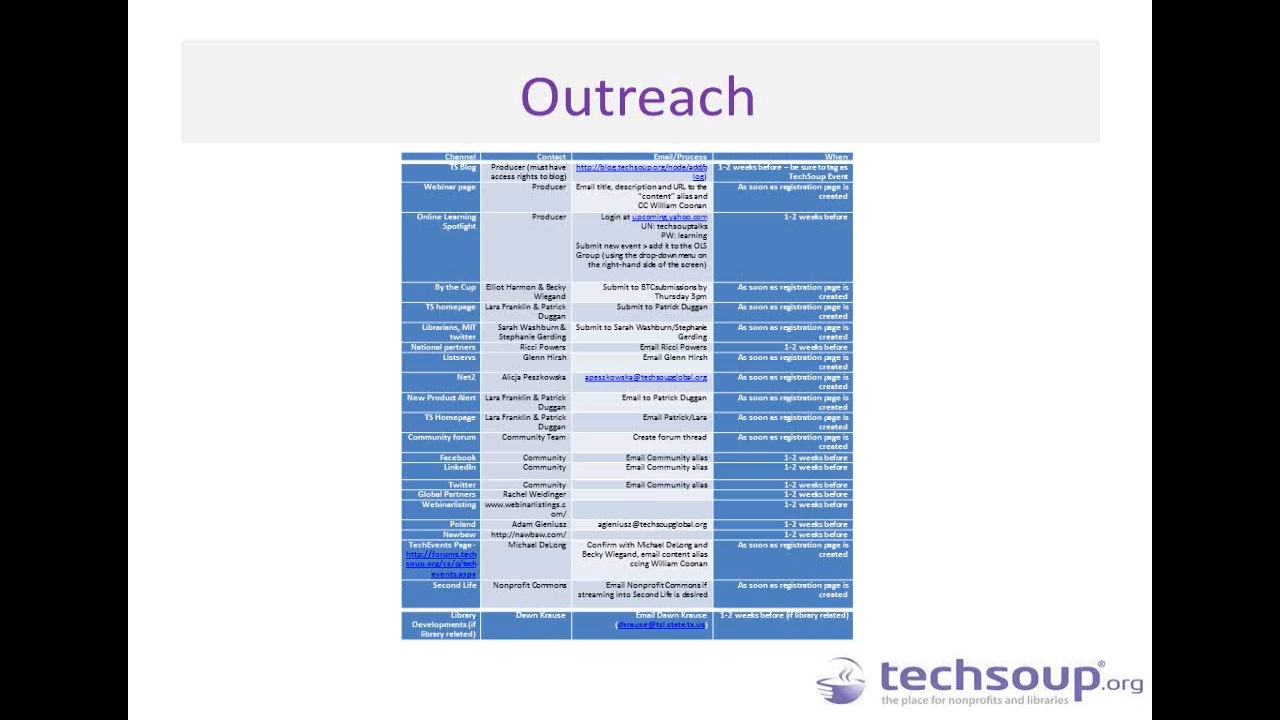 Outreach
Channel Contact Email/Process When
TS Blog Producer (must have access rights to blog) http://blog.techsoup.org/node/add/blog) 1-2 weeks before – be sure to tag as TechSoup Event
Webinar page Producer Email title, description and URL to the "content" alias and CC William Coonan As soon as registration page is created
Online Learning Spotlight Producer Login at upcoming.yahoo.com UN: techsouptalks PW: learning Submit new event > add it to the OLS Group (using the drop-down menu on the right-hand side of the screen) 1-2 weeks before
By the Cup Elliot Harmon & Becky Wiegand Submit to BTCsubmissions by Thursday 3pm As soon as registration page is created
TS homepage Lara Franklin & Patrick Duggan Submit to Patrick Duggan As soon as registration page is created
Librarians, MIT twitter Sarah Washburn & Stephanie Gerding Submit to Sarah Washburn/Stephanie Gerding As soon as registration page is created
National partners Ricci Powers Email Ricci Powers 1-2 weeks before
Listservs Glenn Hirsh Email Glenn Hirsh As soon as registration page is created
Net2 Alicja Peszkowska apeszkowska@techsoupglobal.org As soon as registration page is created
New Product Alert Lara Franklin & Patrick Duggan Email to Patrick Duggan As soon as registration page is created
TS Homepage Lara Franklin & Patrick Duggan Email Patrick/Lara As soon as registration page is created
Community forum Community Team Create forum thread As soon as registration page is created
Facebook Community Email Community alias 1-2 weeks before
LinkedIn Community Email Community alias 1-2 weeks before
Twitter Community Email Community alias 1-2 weeks before
Global Partners Rachel Weidinger 1-2 weeks before
Webinarlisting www.webinarlistings.com/ 1-2 weeks before
Poland Adam Gieniusz agieniusz@techsoupglobal.org 1-2 weeks before
Nawbaw http://nawbaw.com/ 1-2 weeks before
TechEvents Page - http://forums.techsoup.org/cs/p/techevents.aspx Michael DeLong Confirm with Michael DeLong and Becky Wiegand, email content alias ccing William Coonan As soon as registration page is created
Second Life Nonprofit Commons Email Nonprofit Commons if streaming into Second Life is desired As soon as registration page is created
Library Developments (if library related) Dawn Krause Email Dawn Krause (dkrause@tsl.state.tx.us) 1-2 weeks before (if library related)
techsoup®.org
the place for nonprofits and libraries